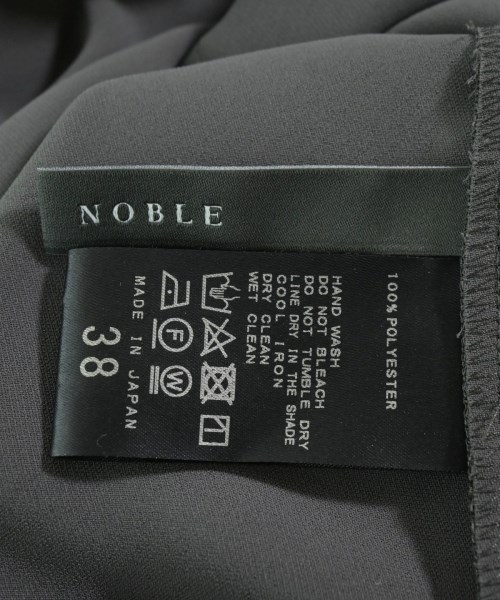 NOBLE
100% POLYESTER
HAND WASH
DO NOT BLEACH
DO NOT TUMBLE DRY
LINE DRY IN THE SHADE
COOL IRON
DRY CLEAN
WET CLEAN
F
W
MADE IN JAPAN
38